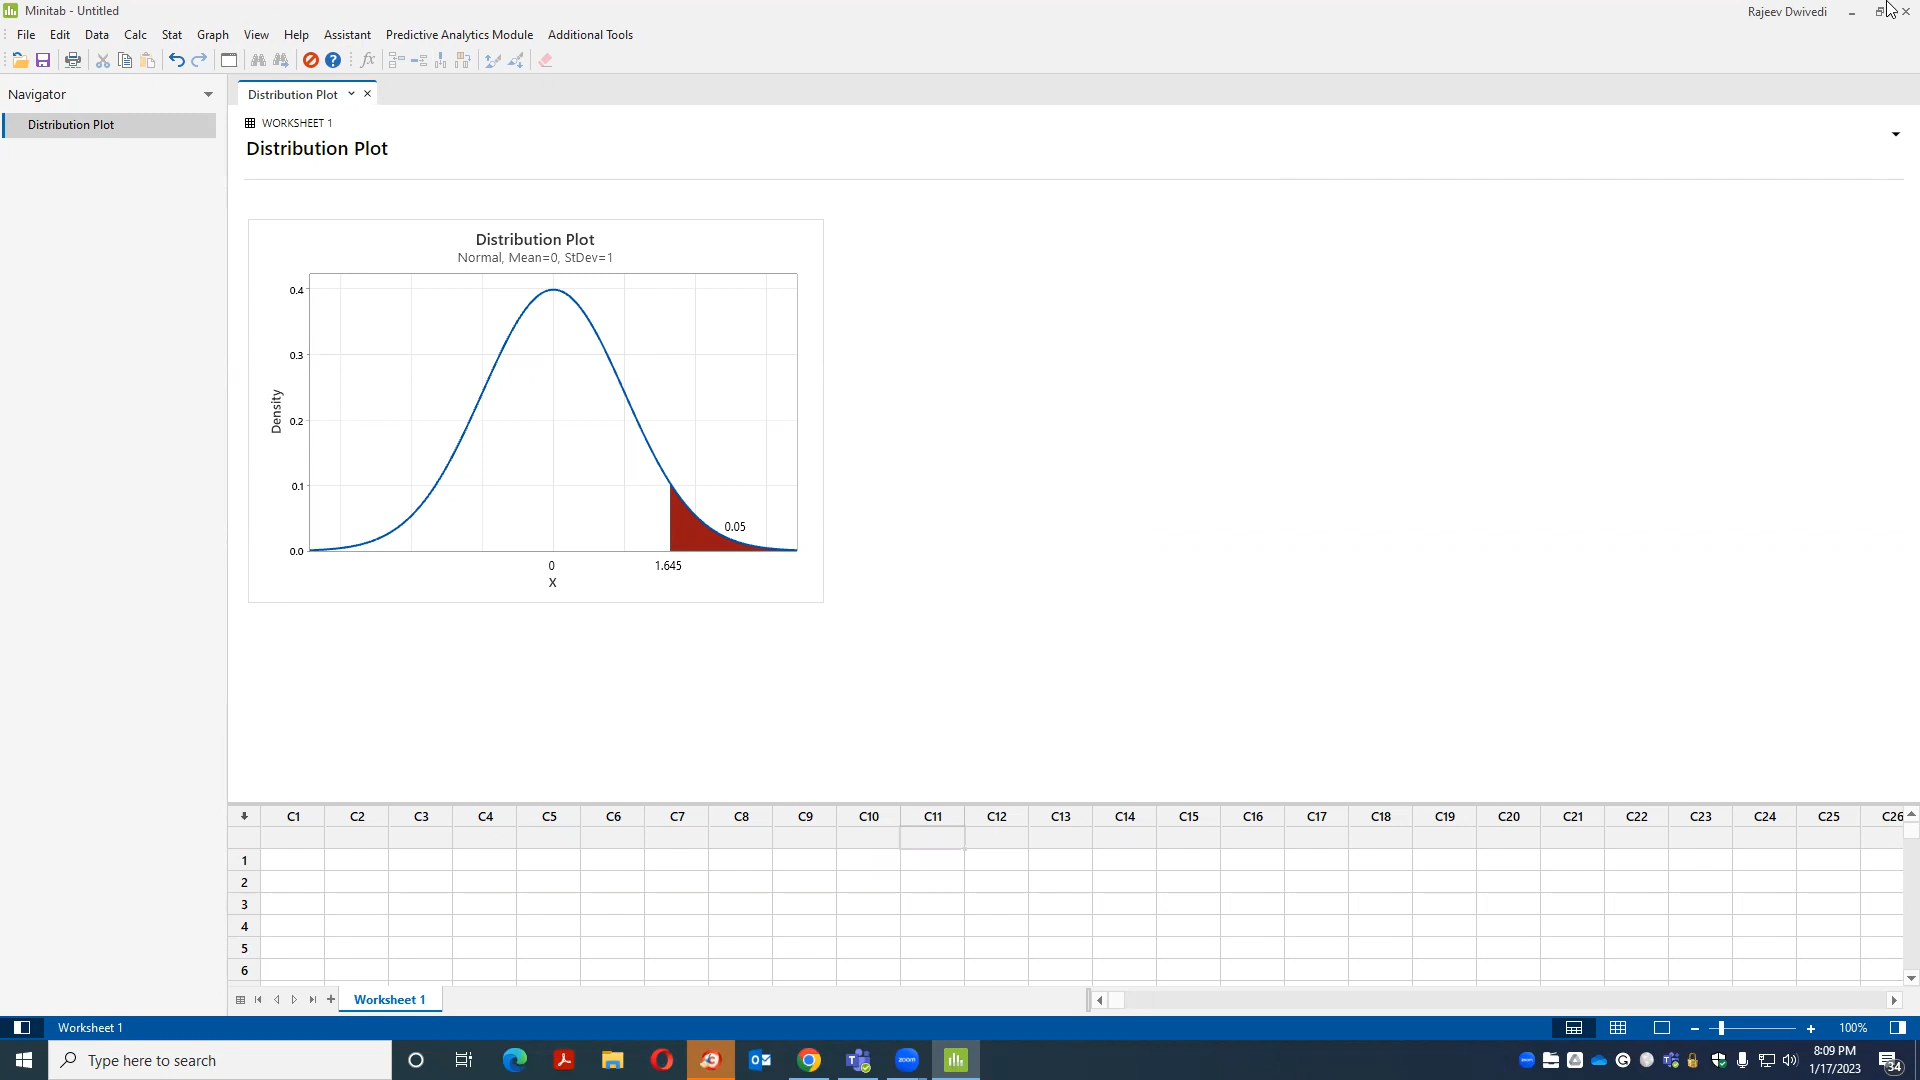 Minitab - Untitled
Rajeev Dwivedi
File Edit Data Calc Stat Graph View Help Assistant Predictive Analytics Module Additional Tools
Navigator
Distribution Plot
Distribution Plot
WORKSHEET 1
Distribution Plot
Distribution Plot
Normal, Mean=0, StDev=1
0.4
0.3
0.2
0.1
0.0
Density
0.05
0 1.645
X
C1 C2 C3 C4 C5 C6 C7 C8 C9 C10 C11 C12 C13 C14 C15 C16 C17 C18 C19 C20 C21 C22 C23 C24 C25 C26
1
2
3
4
5
6
Worksheet 1
Worksheet 1
100%
Type here to search
zoom
8:09 PM
1/17/2023
34